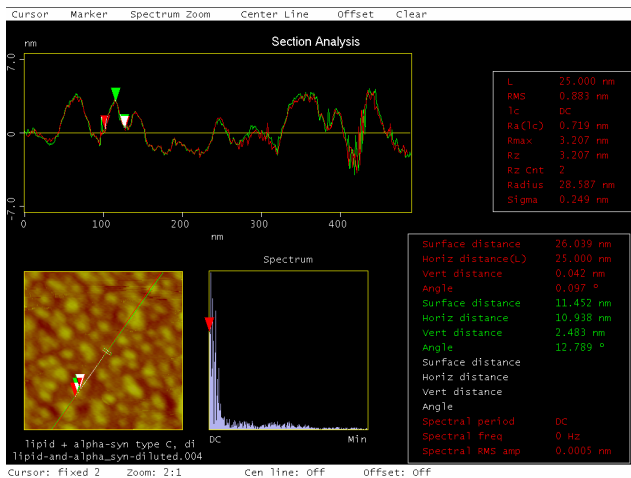 Cursor Marker Spectrum Zoom Center Line Offset Clear
nm
Section Analysis
7.0
0
-7.0
0 100 200 300 400
nm
L 25.000 nm
RMS 0.883 nm
lc DC
Ra(lc) 0.719 nm
Rmax 3.207 nm
Rz 3.207 nm
Rz Cnt 2
Radius 28.587 nm
Sigma 0.249 nm
Surface distance 26.039 nm
Horiz distance(L) 25.000 nm
Vert distance 0.042 nm
Angle 0.097 °
Surface distance 11.452 nm
Horiz distance 10.938 nm
Vert distance 2.483 nm
Angle 12.789 °
Surface distance
Horiz distance
Vert distance
Angle
Spectral period DC
Spectral freq 0 Hz
Spectral RMS amp 0.0005 nm
Spectrum
DC Min
lipid + alpha-syn type C, di
lipid-and-alpha_syn-diluted.004
Cursor: fixed 2 Zoom: 2:1 Cen line: Off Offset: Off